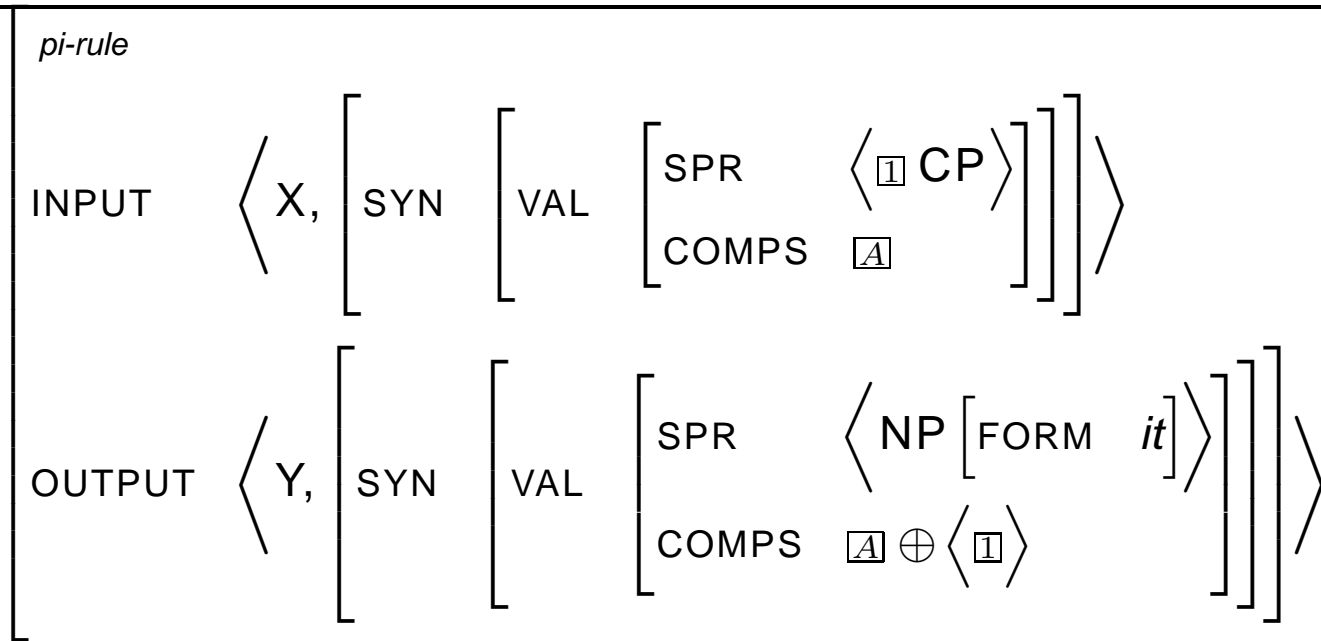 pi-rule
SPR ⟨ 1 CP ⟩
INPUT ⟨ X, [ SYN [ VAL [
COMPS A ] ] ] ⟩
SPR ⟨ NP [ FORM it ] ⟩
OUTPUT ⟨ Y, [ SYN [ VAL [
COMPS A ⊕ ⟨ 1 ⟩ ] ] ] ⟩